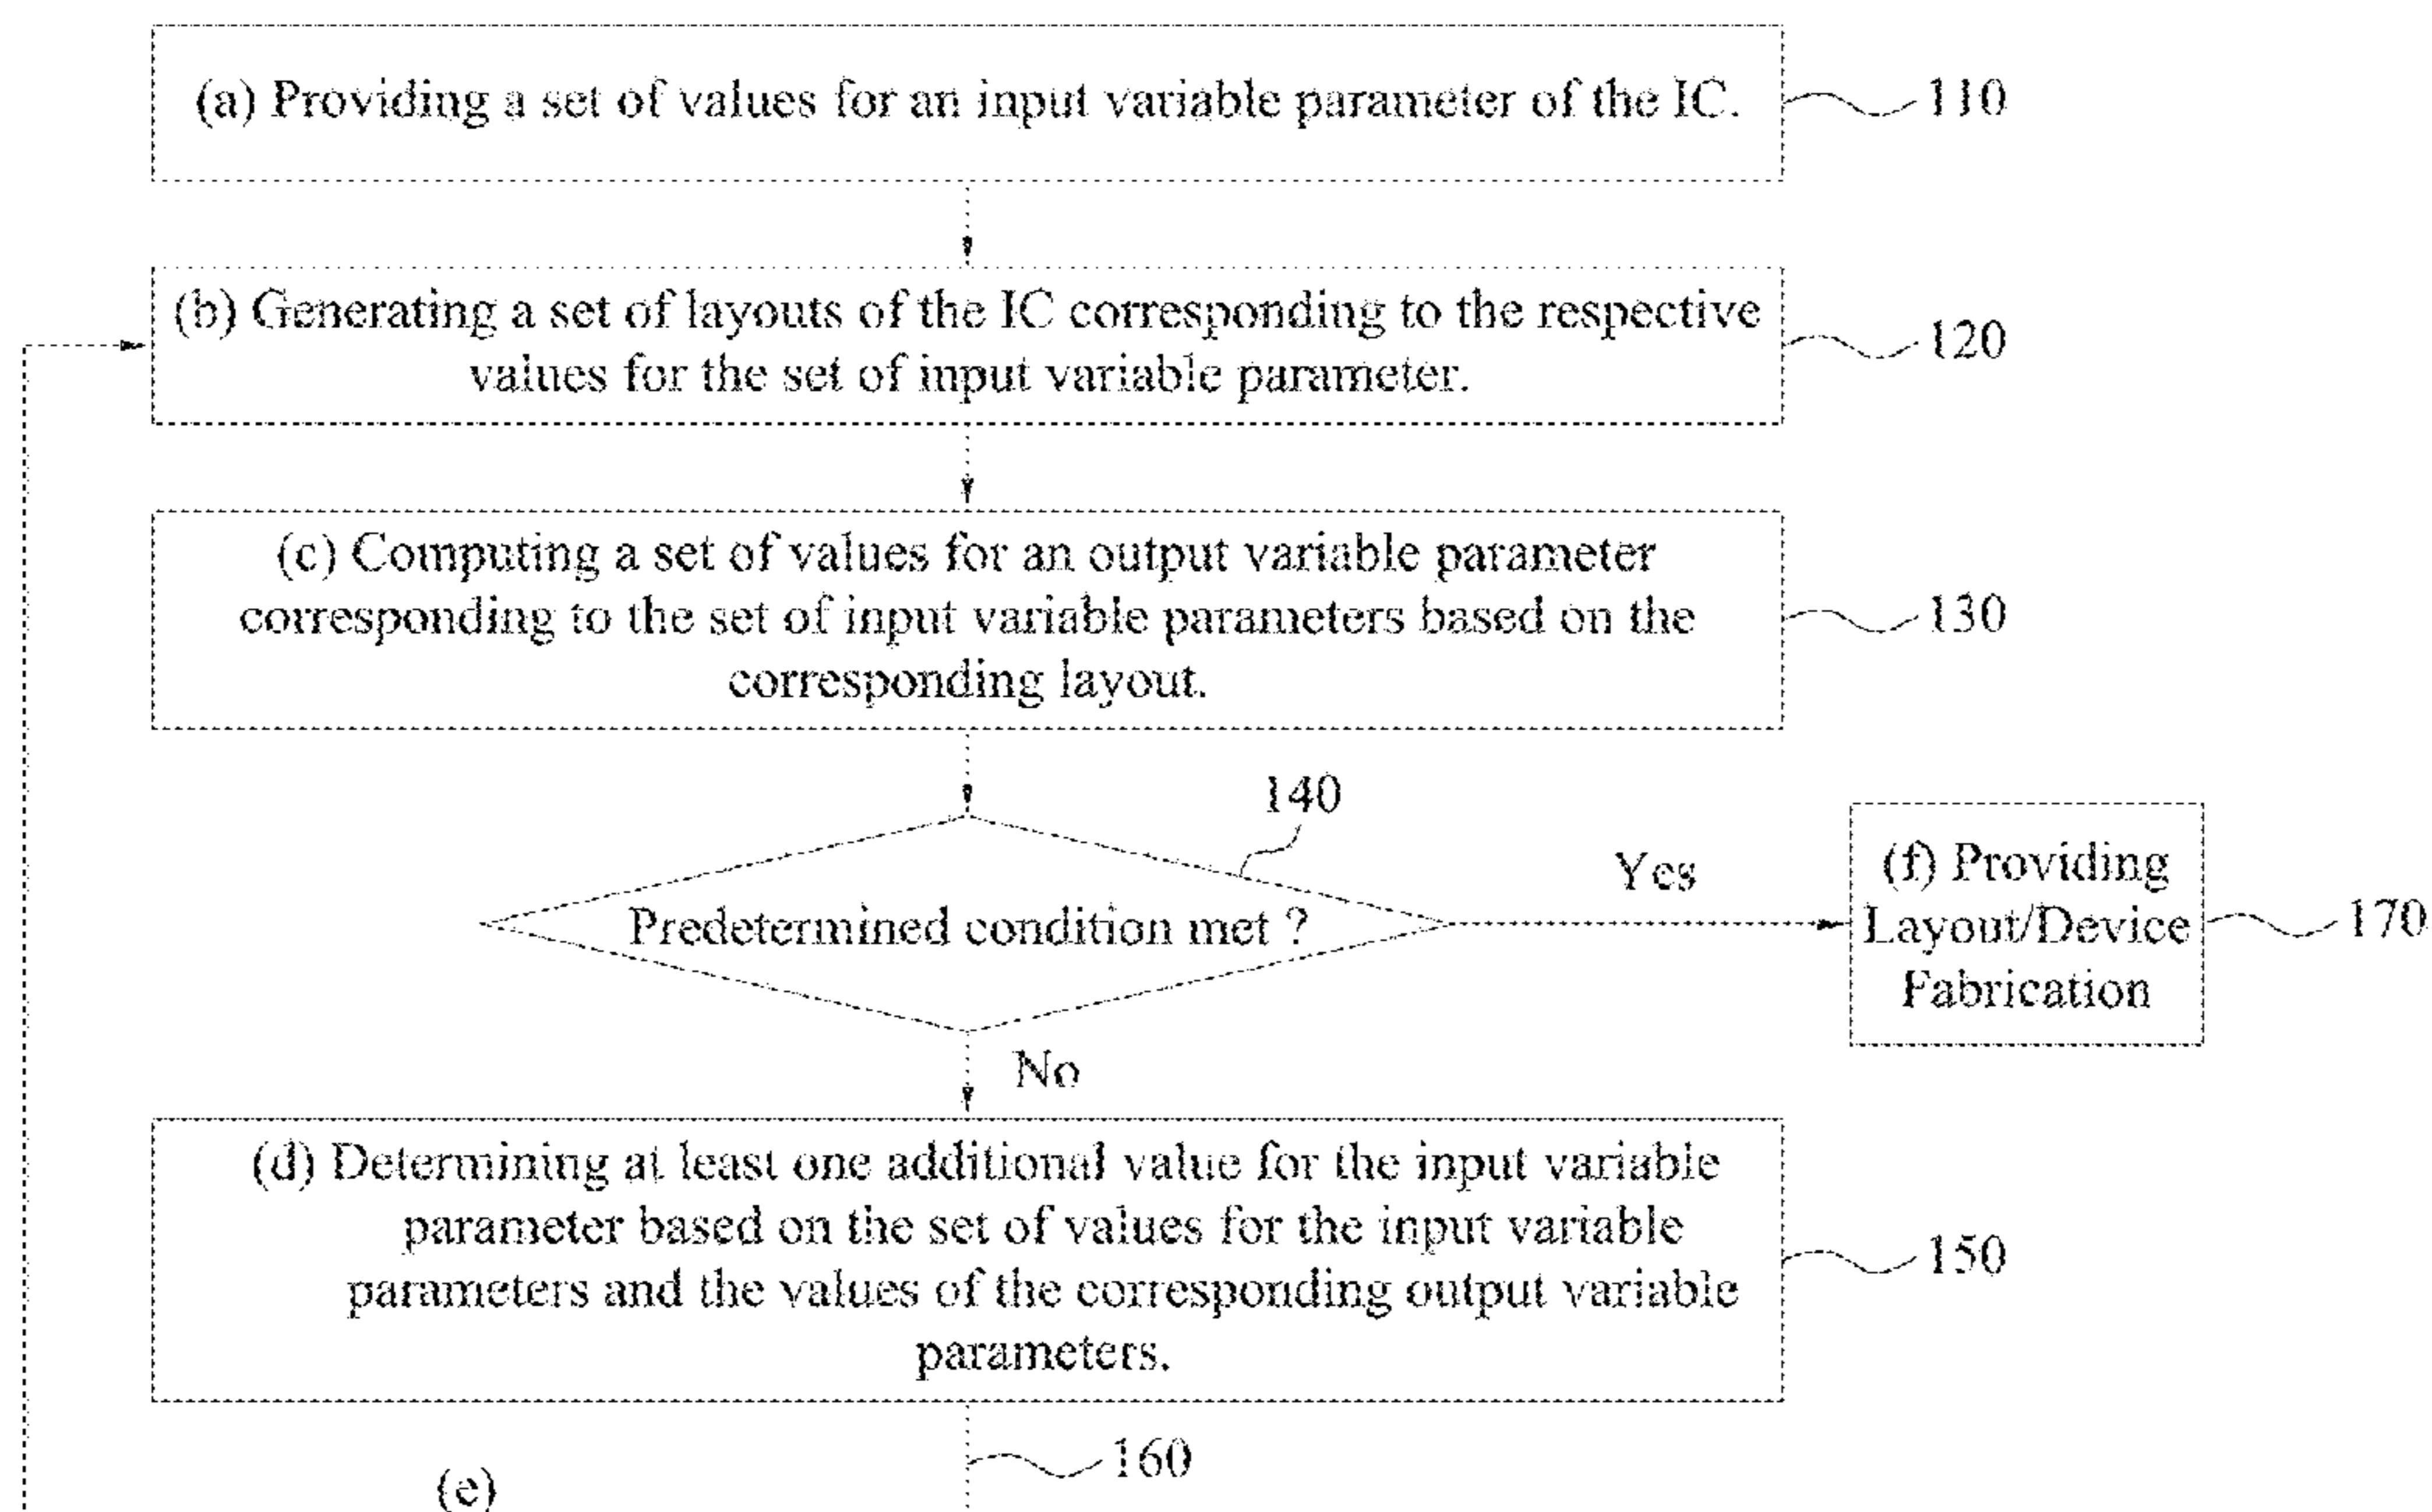 (a) Providing a set of values for an input variable parameter of the IC.
110
(b) Generating a set of layouts of the IC corresponding to the respective
values for the set of input variable parameter.
120
(c) Computing a set of values for an output variable parameter
corresponding to the set of input variable parameters based on the
corresponding layout.
130
140
Predetermined condition met ?
Yes
(f) Providing
Layout/Device
Fabrication
170
No
(d) Determining at least one additional value for the input variable
parameter based on the set of values for the input variable
parameters and the values of the corresponding output variable
parameters.
150
160
(e)